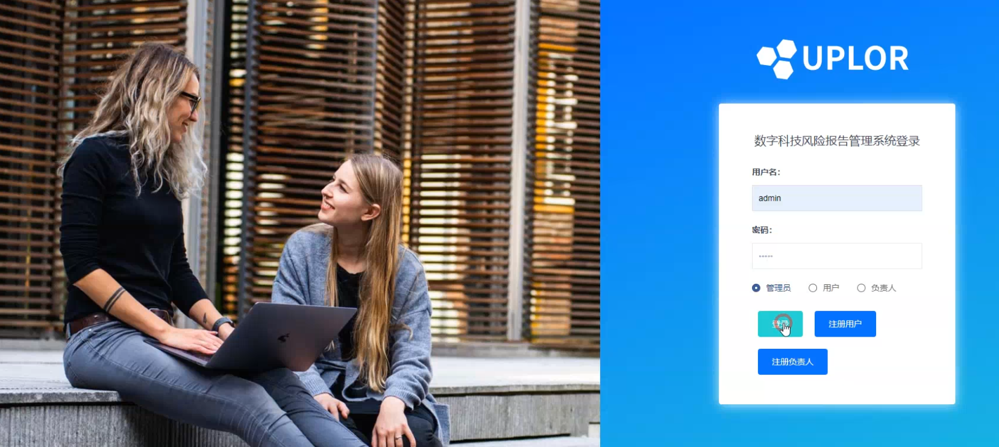 UPLOR
数字科技风险报告管理系统登录
用户名：
admin
密码：
•••••
管理员 用户 负责人
注册用户
注册负责人